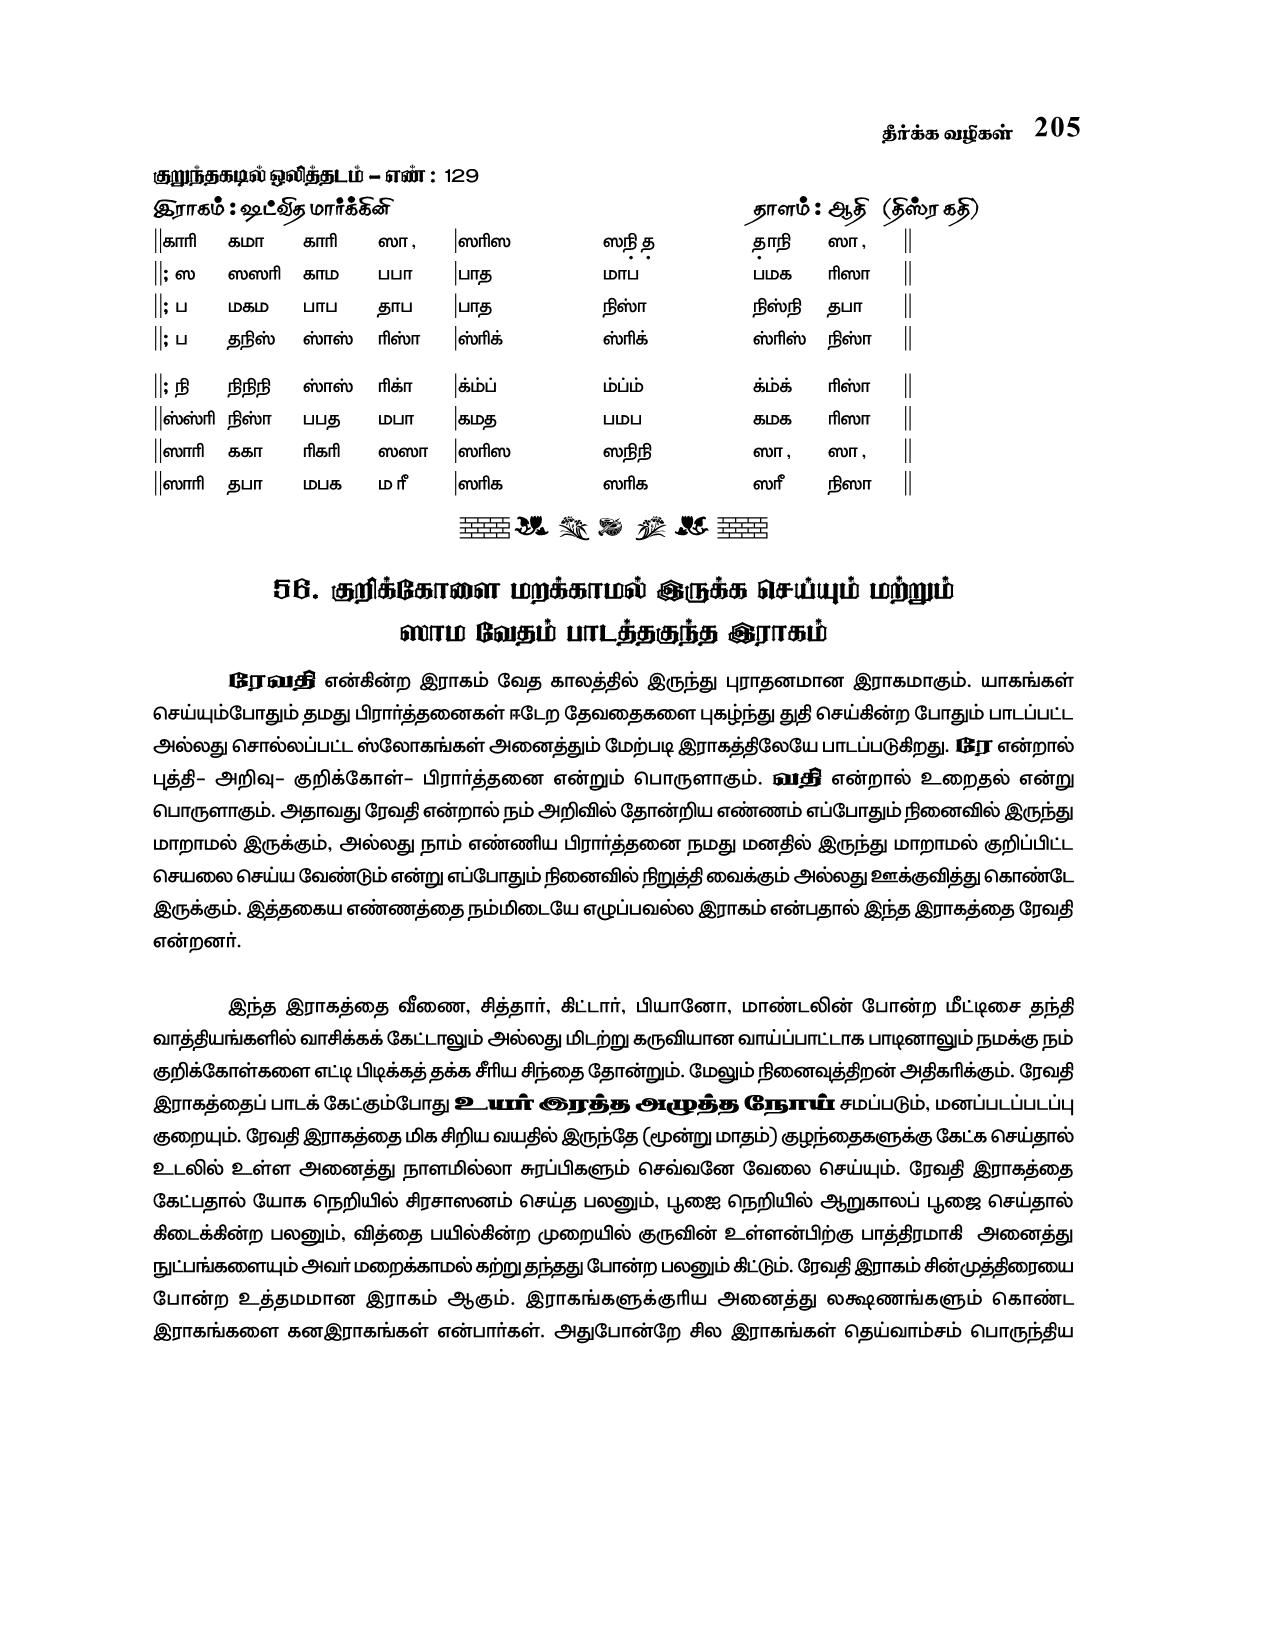 தீர்க்க வழிகள் 205
குறுந்தகடில் ஒலித்தடம் – எண் : 129
இராகம் : ஷட்வித மார்க்கினி தாளம் : ஆதி (திஸ்ர கதி)
||காரி கமா காரி ஸா , |ஸரிஸ ஸநி̣த̣ தா̣நி ஸா , ||
||; ஸ ஸஸரி காம பபா |பாத மாப பமக ரிஸா ||
||; ப மகம பாப தாப |பாத நிஸ்ா நிஸ்நி தபா ||
||; ப தநிஸ் ஸ்ாஸ் ரிஸ்ா |ஸ்ரிக் ஸ்ரிக் ஸ்ரிஸ் நிஸ்ா ||
||; நி நிநிநி ஸ்ாஸ் ரிக்ா |க்ம்ப் ம்ப்ம் க்ம்க் ரிஸ்ா ||
||ஸ்ஸ்ரி நிஸ்ா பபத மபா |கமத பமப கமக ரிஸா ||
||ஸாரி ககா ரிகரி ஸஸா |ஸரிஸ ஸநிநி ஸா , ஸா , ||
||ஸாரி தபா மபக ம ரீ |ஸரிக ஸரிக ஸரீ நிஸா ||
56. குறிக்கோளை மறக்காமல் இருக்க செய்யும் மற்றும்
ஸாம வேதம் பாடத்தகுந்த இராகம்
ரேவதி என்கின்ற இராகம் வேத காலத்தில் இருந்து புராதனமான இராகமாகும். யாகங்கள்
செய்யும்போதும் தமது பிரார்த்தனைகள் ஈடேற தேவதைகளை புகழ்ந்து துதி செய்கின்ற போதும் பாடப்பட்ட
அல்லது சொல்லப்பட்ட ஸ்லோகங்கள் அனைத்தும் மேற்படி இராகத்திலேயே பாடப்படுகிறது. ரே என்றால்
புத்தி– அறிவு– குறிக்கோள்– பிரார்த்தனை என்றும் பொருளாகும். வதி என்றால் உறைதல் என்று
பொருளாகும். அதாவது ரேவதி என்றால் நம் அறிவில் தோன்றிய எண்ணம் எப்போதும் நினைவில் இருந்து
மாறாமல் இருக்கும், அல்லது நாம் எண்ணிய பிரார்த்தனை நமது மனதில் இருந்து மாறாமல் குறிப்பிட்ட
செயலை செய்ய வேண்டும் என்று எப்போதும் நினைவில் நிறுத்தி வைக்கும் அல்லது ஊக்குவித்து கொண்டே
இருக்கும். இத்தகைய எண்ணத்தை நம்மிடையே எழுப்பவல்ல இராகம் என்பதால் இந்த இராகத்தை ரேவதி
என்றனர்.
இந்த இராகத்தை வீணை, சித்தார், கிட்டார், பியானோ, மாண்டலின் போன்ற மீட்டிசை தந்தி
வாத்தியங்களில் வாசிக்கக் கேட்டாலும் அல்லது மிடற்று கருவியான வாய்ப்பாட்டாக பாடினாலும் நமக்கு நம்
குறிக்கோள்களை எட்டி பிடிக்கத் தக்க சீரிய சிந்தை தோன்றும். மேலும் நினைவுத்திறன் அதிகரிக்கும். ரேவதி
இராகத்தைப் பாடக் கேட்கும்போது உயர் இரத்த அழுத்த நோய் சமப்படும், மனப்படபடப்பு
குறையும். ரேவதி இராகத்தை மிக சிறிய வயதில் இருந்தே (மூன்று மாதம்) குழந்தைகளுக்கு கேட்க செய்தால்
உடலில் உள்ள அனைத்து நாளமில்லா சுரப்பிகளும் செவ்வனே வேலை செய்யும். ரேவதி இராகத்தை
கேட்பதால் யோக நெறியில் சிரசாஸனம் செய்த பலனும், பூஜை நெறியில் ஆறுகாலப் பூஜை செய்தால்
கிடைக்கின்ற பலனும், வித்தை பயில்கின்ற முறையில் குருவின் உள்ளன்பிற்கு பாத்திரமாகி அனைத்து
நுட்பங்களையும் அவர் மறைக்காமல் கற்று தந்தது போன்ற பலனும் கிட்டும். ரேவதி இராகம் சின்முத்திரையை
போன்ற உத்தமமான இராகம் ஆகும். இராகங்களுக்குரிய அனைத்து லக்ஷணங்களும் கொண்ட
இராகங்களை கனஇராகங்கள் என்பார்கள். அதுபோன்றே சில இராகங்கள் தெய்வாம்சம் பொருந்திய